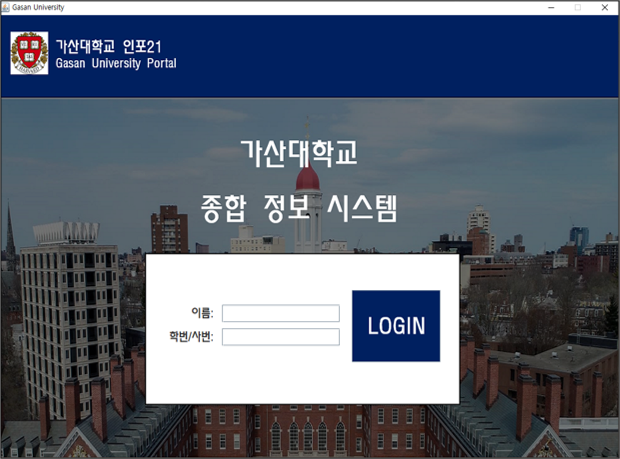 Gasan University
가산대학교 인포21
Gasan University Portal
가산대학교
종합 정보 시스템
이름:
학번/사번:
LOGIN